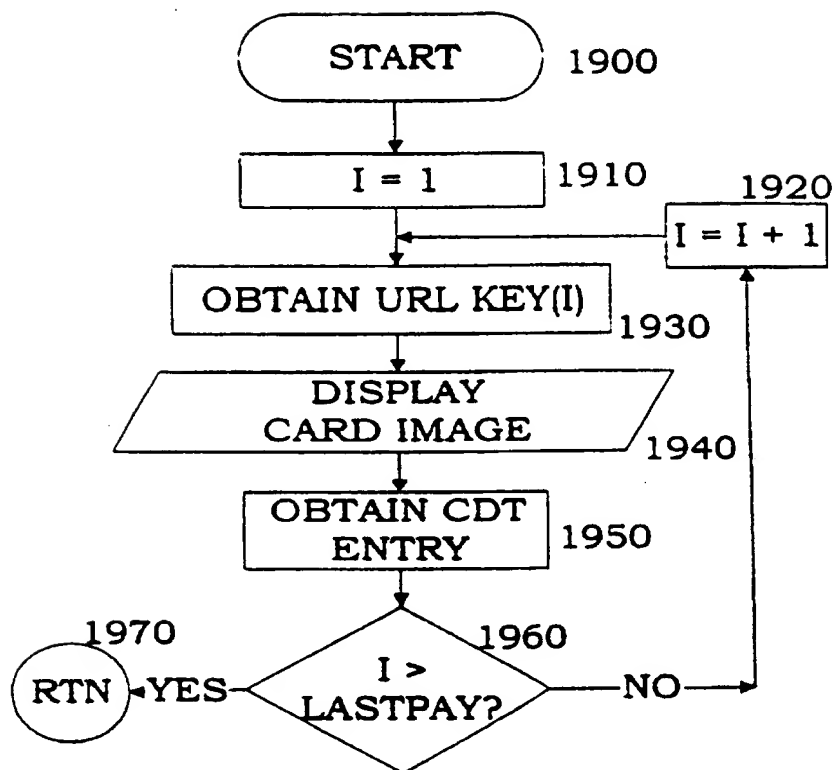 START
1900
I = 1
1910
1920
I = I + 1
OBTAIN URL KEY(I)
1930
DISPLAY
CARD IMAGE
1940
OBTAIN CDT
ENTRY
1950
1960
I >
LASTPAY?
1970
RTN
YES
NO